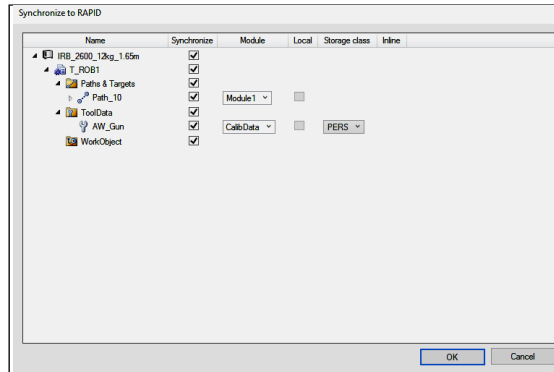 Synchronize to RAPID
Name Synchronize Module Local Storage class Inline
IRB_2600_12kg_1.65m
T_ROB1
Paths & Targets
Path_10 Module1
ToolData
AW_Gun CalibData PERS
WorkObject
OK Cancel